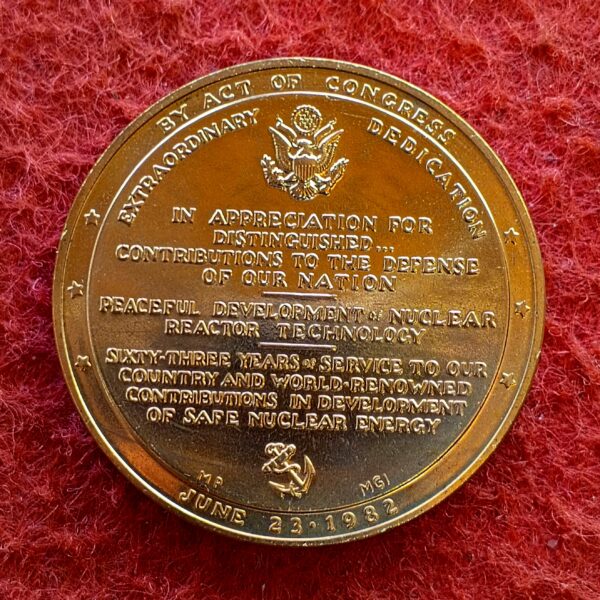 BY ACT OF CONGRESS
EXTRAORDINARY DEDICATION
IN APPRECIATION FOR
DISTINGUISHED...
CONTRIBUTIONS TO THE DEFENSE
OF OUR NATION
PEACEFUL DEVELOPMENT OF NUCLEAR
REACTOR TECHNOLOGY
SIXTY-THREE YEARS OF SERVICE TO OUR
COUNTRY AND WORLD-RENOWNED
CONTRIBUTIONS IN DEVELOPMENT
OF SAFE NUCLEAR ENERGY
MP MGI
JUNE 23·1982